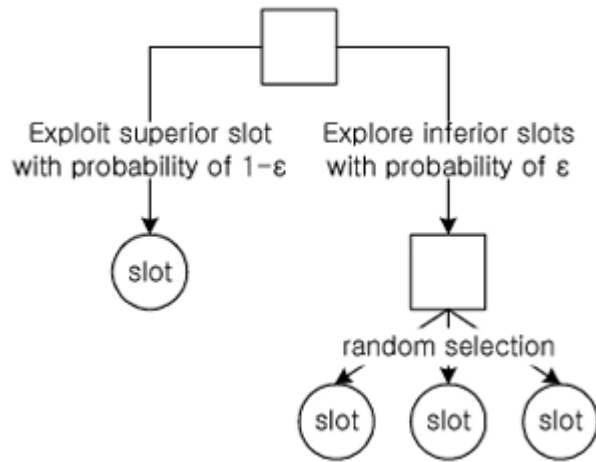 Exploit superior slot
with probability of 1-ε
Explore inferior slots
with probability of ε
slot
random selection
slot
slot
slot